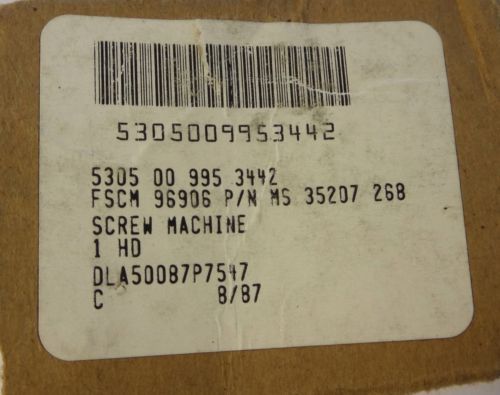 5305009953442
5305 00 995 3442
FSCM 96906 P/N MS 35207 268
SCREW MACHINE
1 HD
DLA50087P7547
C 8/87